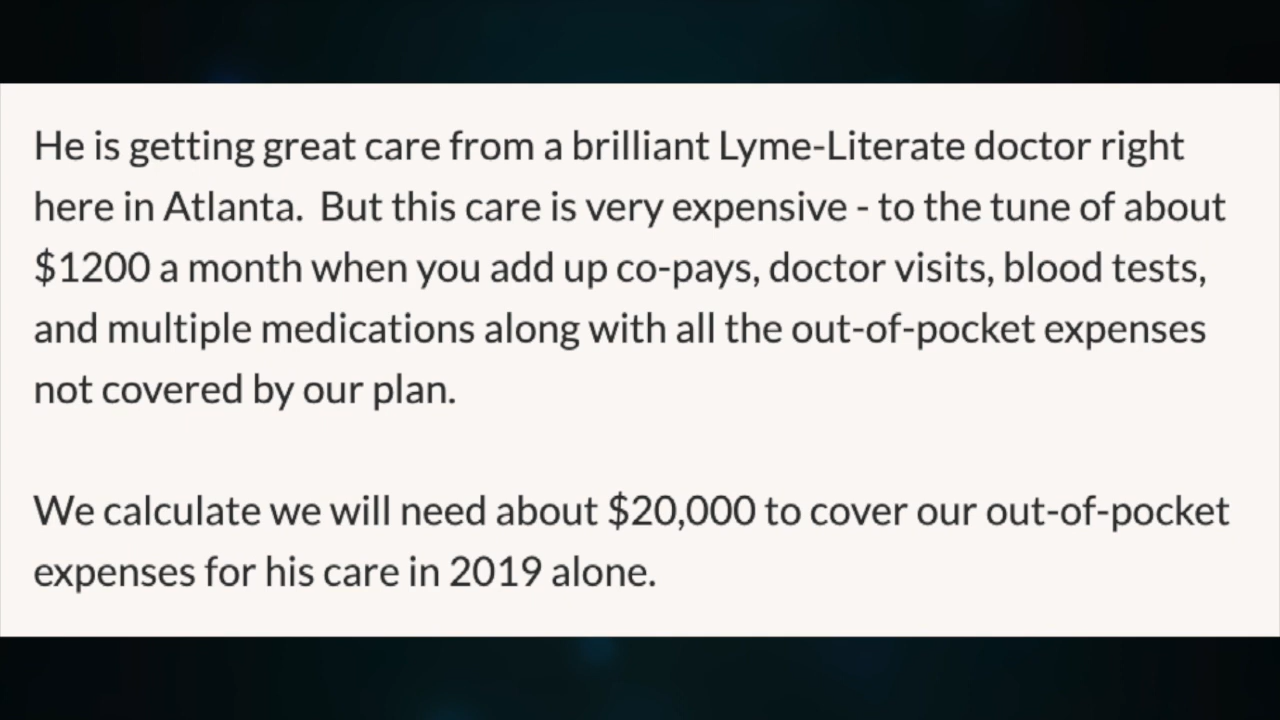 He is getting great care from a brilliant Lyme-Literate doctor right
here in Atlanta.  But this care is very expensive - to the tune of about
$1200 a month when you add up co-pays, doctor visits, blood tests,
and multiple medications along with all the out-of-pocket expenses
not covered by our plan.
We calculate we will need about $20,000 to cover our out-of-pocket
expenses for his care in 2019 alone.